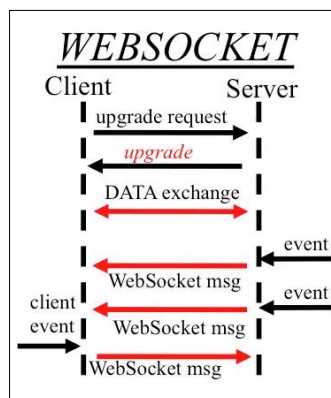 WEBSOCKET
Client Server
upgrade request
upgrade
DATA exchange
event
WebSocket msg
client event
event
WebSocket msg
WebSocket msg